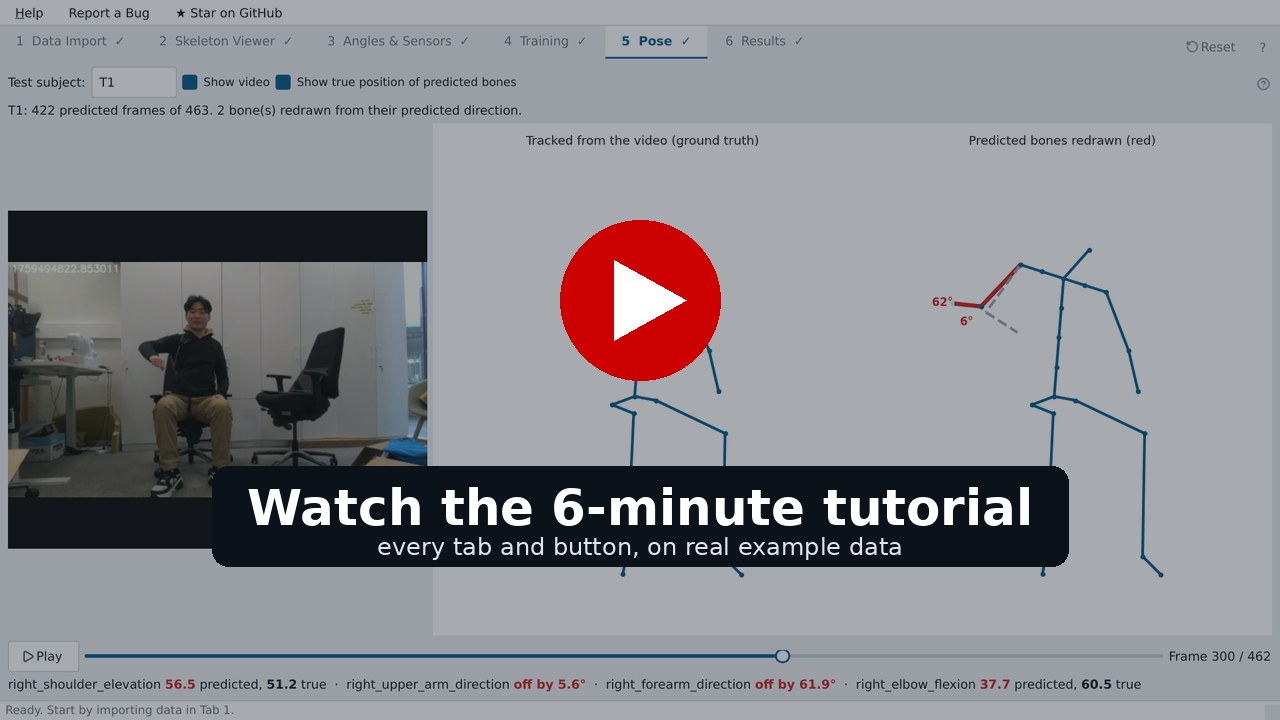 Help Report a Bug ★ Star on GitHub
1 Data Import ✓ 2 Skeleton Viewer ✓ 3 Angles & Sensors ✓ 4 Training ✓ 5 Pose ✓ 6 Results ✓ Reset ?
Test subject: T1 Show video Show true position of predicted bones ?
T1: 422 predicted frames of 463. 2 bone(s) redrawn from their predicted direction.
Tracked from the video (ground truth) Predicted bones redrawn (red)
1759494822.853011
62°
6°
Watch the 6-minute tutorial
every tab and button, on real example data
Play Frame 300 / 462
right_shoulder_elevation 56.5 predicted, 51.2 true · right_upper_arm_direction off by 5.6° · right_forearm_direction off by 61.9° · right_elbow_flexion 37.7 predicted, 60.5 true
Ready. Start by importing data in Tab 1.